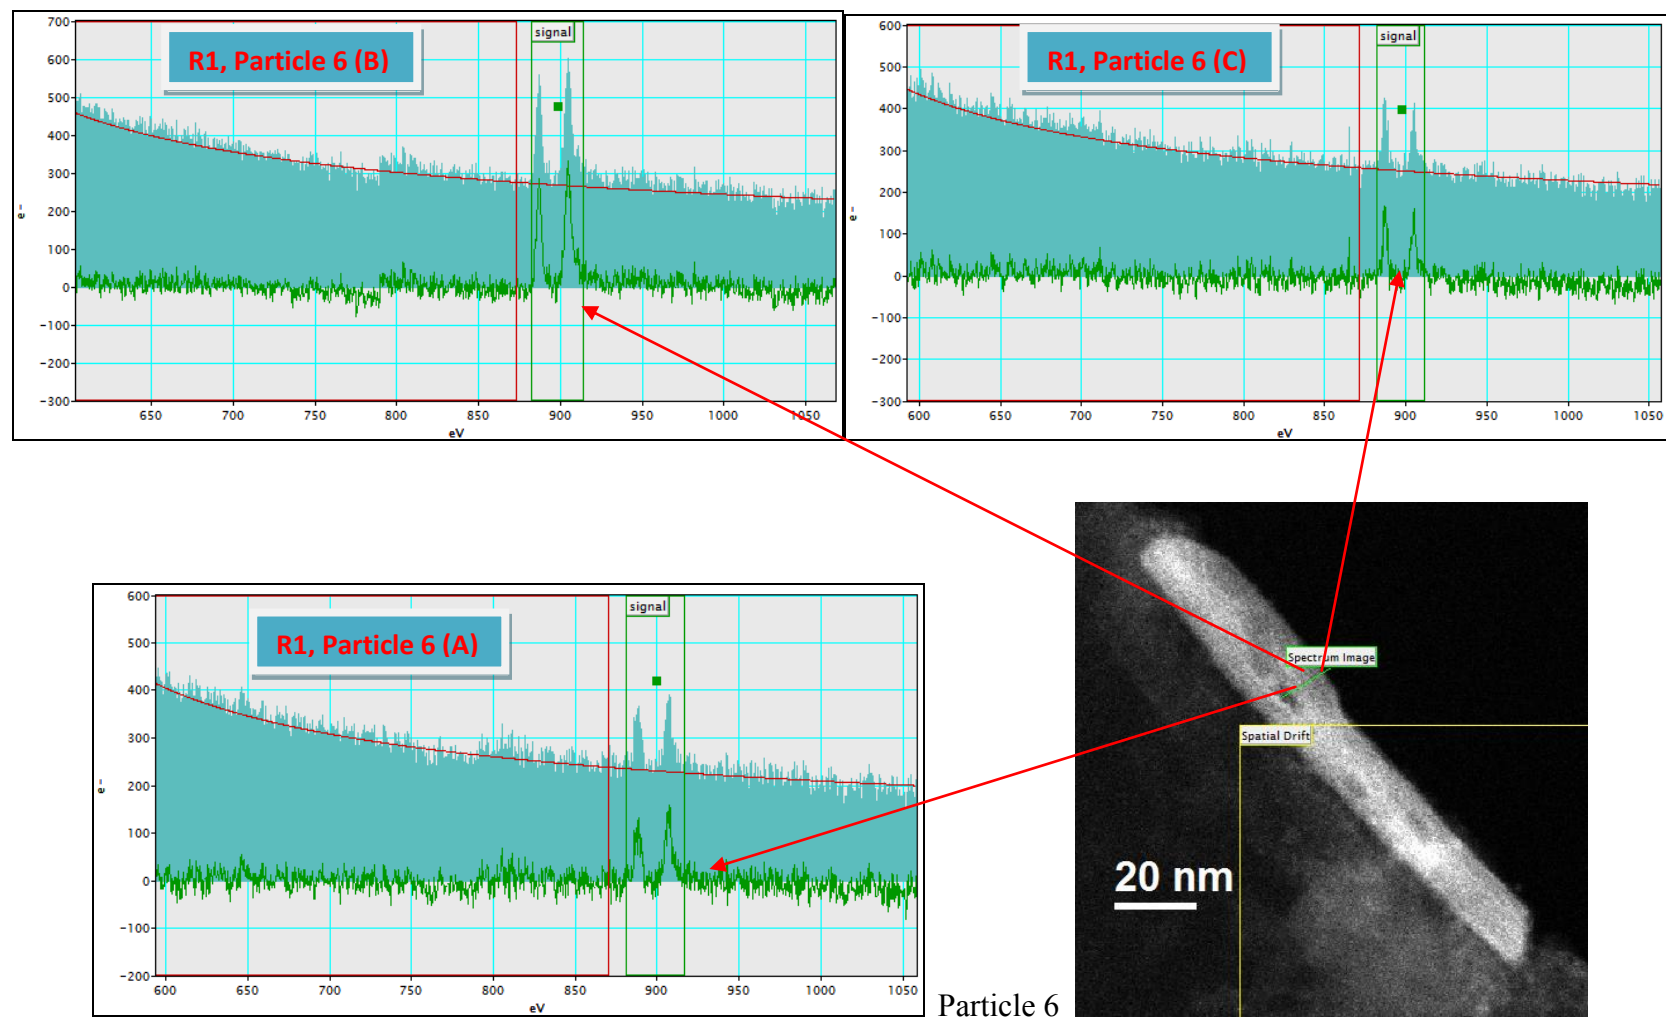 R1, Particle 6 (B)
signal
700
600
500
400
300
200
100
0
-100
-200
-300
e-
650 700 750 800 850 900 950 1000 1050
eV
R1, Particle 6 (C)
signal
600
500
400
300
200
100
0
-100
-200
-300
e-
600 650 700 750 800 850 900 950 1000 1050
eV
R1, Particle 6 (A)
signal
600
500
400
300
200
100
0
-100
-200
e-
600 650 700 750 800 850 900 950 1000 1050
eV
Particle 6
Spectrum Image
Spatial Drift
20 nm